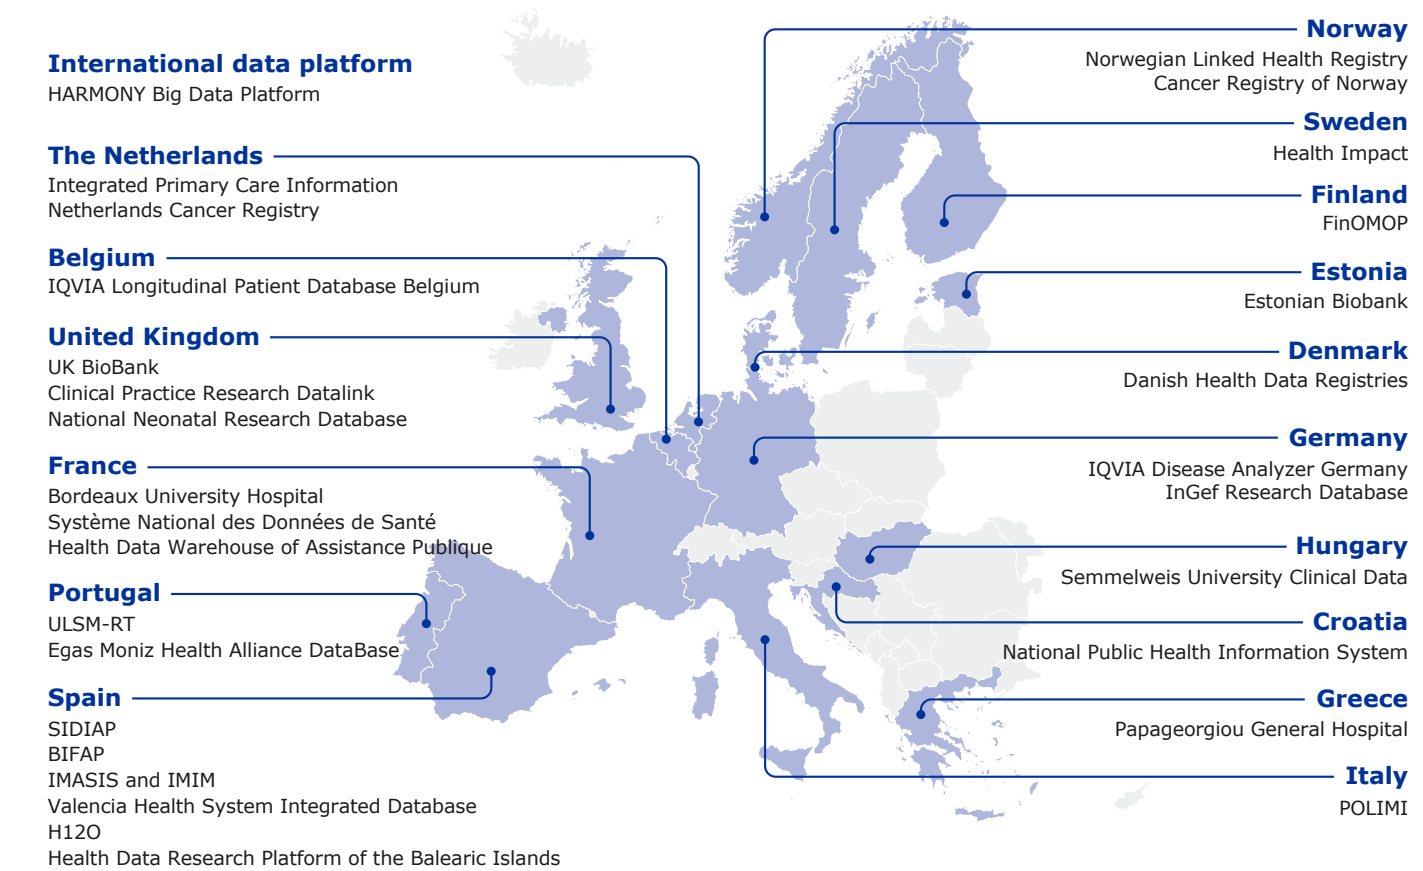 International data platform
HARMONY Big Data Platform
The Netherlands
Integrated Primary Care Information
Netherlands Cancer Registry
Belgium
IQVIA Longitudinal Patient Database Belgium
United Kingdom
UK BioBank
Clinical Practice Research Datalink
National Neonatal Research Database
France
Bordeaux University Hospital
Système National des Données de Santé
Health Data Warehouse of Assistance Publique
Portugal
ULSM-RT
Egas Moniz Health Alliance DataBase
Spain
SIDIAP
BIFAP
IMASIS and IMIM
Valencia Health System Integrated Database
H12O
Health Data Research Platform of the Balearic Islands
Norway
Norwegian Linked Health Registry
Cancer Registry of Norway
Sweden
Health Impact
Finland
FinOMOP
Estonia
Estonian Biobank
Denmark
Danish Health Data Registries
Germany
IQVIA Disease Analyzer Germany
InGef Research Database
Hungary
Semmelweis University Clinical Data
Croatia
National Public Health Information System
Greece
Papageorgiou General Hospital
Italy
POLIMI